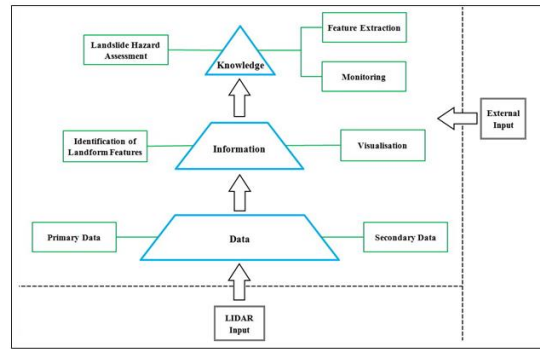 Feature Extraction
Landslide Hazard
Assessment
Knowledge
Monitoring
External
Input
Identification of
Landform Features
Information
Visualisation
Primary Data
Data
Secondary Data
LIDAR
Input